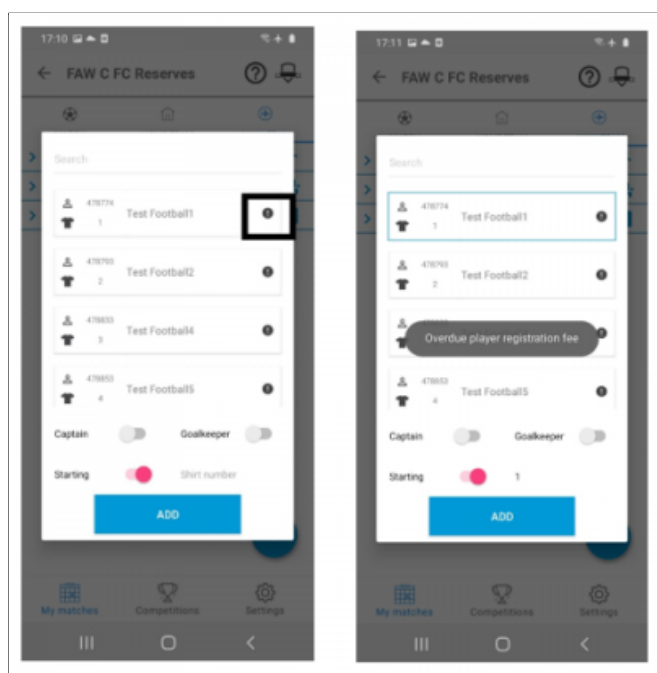 17:10
FAW C FC Reserves
Search
478774
1
Test Football1
478793
2
Test Football2
478833
3
Test Football4
478853
4
Test Football5
Captain
Goalkeeper
Starting
Shirt number
ADD
My matches
Competitions
Settings
17:11
FAW C FC Reserves
Search
478774
1
Test Football1
478793
2
Test Football2
Overdue player registration fee
478853
4
Test Football5
Captain
Goalkeeper
Starting
1
ADD
My matches
Competitions
Settings